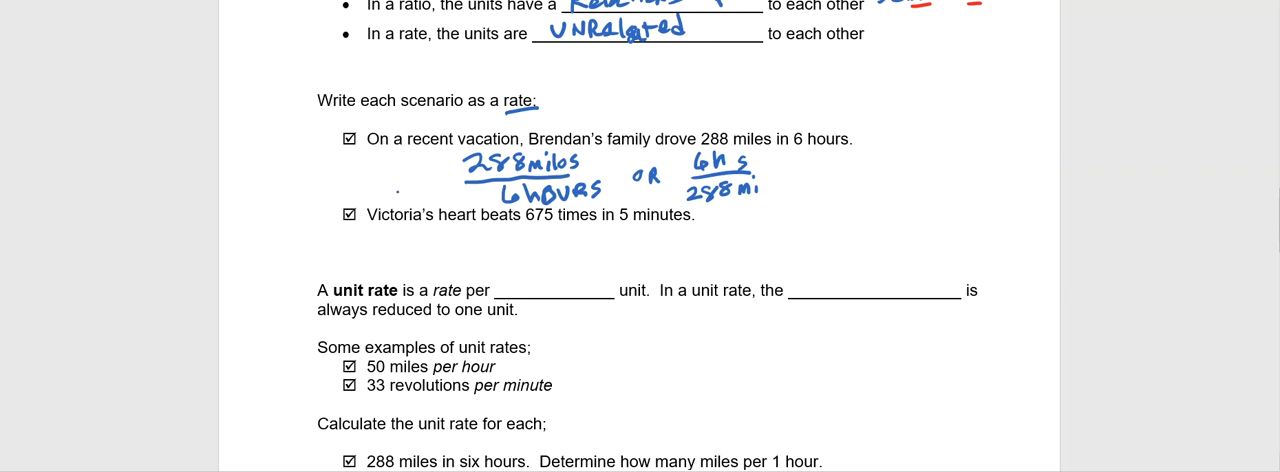 In a ratio, the units have a to each other
In a rate, the units are UNRelated to each other
Write each scenario as a rate;
On a recent vacation, Brendan's family drove 288 miles in 6 hours.
288 miles OR
6 hours 288 mi
Victoria's heart beats 675 times in 5 minutes.
A unit rate is a rate per ____________ unit. In a unit rate, the ____________________ is
always reduced to one unit.
Some examples of unit rates;
50 miles per hour
33 revolutions per minute
Calculate the unit rate for each;
288 miles in six hours. Determine how many miles per 1 hour.